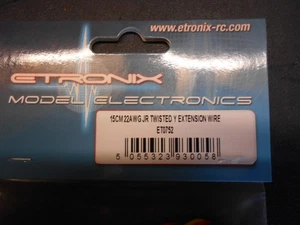 www.etronix-rc.com
ETRONIX
MODEL ELECTRONICS
15CM 22AWG JR TWISTED Y EXTENSION WIRE
ET0752
5 055323 930058